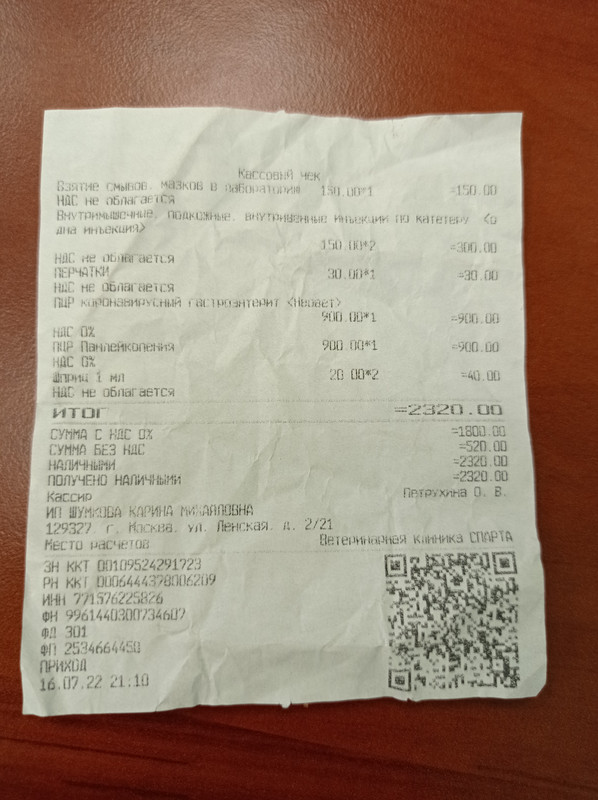 Кассовый чек
Взятие смывов, мазков в лаборатория 150.00*1 =150.00
НДС не облагается
Внутримышечные, подкожные, внутривенные инъекции по катетеру <о
дна инъекция>
150.00*2 =300.00
НДС не облагается
ПЕРЧАТКИ 30.00*1 =30.00
НДС не облагается
ПЦР коронавирусный гастроэнтерит <Неовет>
900.00*1 =900.00
НДС 0%
ПЦР Панлейкопения 900.00*1 =900.00
НДС 0%
Шприц 1 мл 20.00*2 =40.00
НДС не облагается
ИТОГ =2320.00
СУММА С НДС 0% =1800.00
СУММА БЕЗ НДС =520.00
НАЛИЧНЫМИ =2320.00
ПОЛУЧЕНО НАЛИЧНЫМИ =2320.00
Кассир Петрухина О. В.
ИП ШУМКОВА КАРИНА МИХАЙЛОВНА
129327, г. Москва, ул. Ленская, д. 2/21
Место расчетов Ветеринарная клиника СПАРТА
ЗН ККТ 00109524291723
РН ККТ 0006444378006209
ИНН 771576225826
ФН 9961440300734607
ФД 301
ФП 2534664450
ПРИХОД
16.07.22 21:10